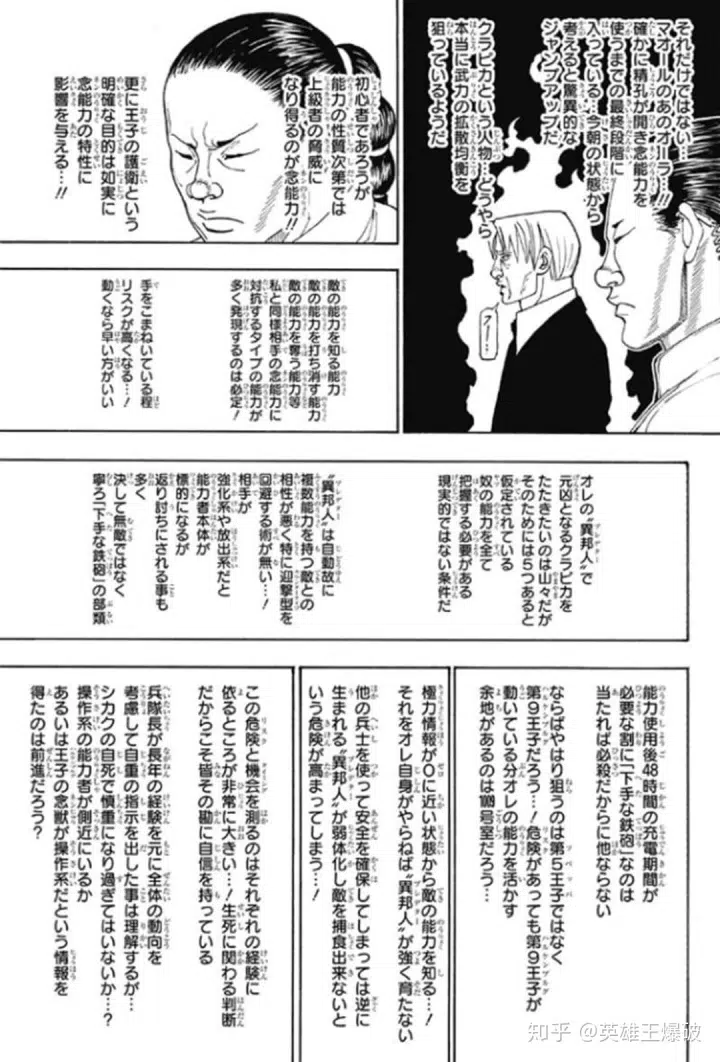 それだけではない…
マオールのあのオーラ…!!
確かに精孔が開き念能力を
使うまでの最終段階に
入っている…今朝の状態から
考えると驚異的な
ジャンプアップだ
クラピカという人物…どうやら
本当に武力の拡散均衡を
狙っているようだ
フー…
初心者であろうが
能力の性質次第では
上級者の脅威に
なり得るのが念能力!!
更に王子の護衛という
明確な目的は如実に
念能力の特性に
影響を与える…!!
敵の能力を知る能力
敵の能力を打ち消す能力
敵の能力を奪う能力等
私と同様相手の念能力に
対抗するタイプの能力が
多く発現するのは必定!
手をこまねいている程
リスクが高くなる…!
動くなら早い方がいい
オレの“異邦人”で
元凶となるクラピカを
たたきたいのは山々だが
そのためには5つあると
仮定されている
奴の能力を全て
把握する必要がある
現実的ではない条件だ
“異邦人”は自動故に
複数能力を持つ敵との
相性が悪く特に迎撃型を
回避する術が無い…!
相手が
強化系や放出系だと
能力者本体が
標的になるが
返り討ちにされる事も
多く
決して無敵ではなく
寧ろ「下手な鉄砲」の部類
能力使用後48時間の充電期間が
必要な割に「下手な鉄砲」なのは
当たれば必殺だからに他ならない
ならばやはり狙うのは第5王子ではなく
第9王子だろう…!危険があっても第9王子が
動いている分オレの能力を活かす
余地があるのは1009号室だろう…
極力情報が0に近い状態から敵の能力を知る…!
それをオレ自身がやらねば“異邦人”が強く育たない
他の兵士を使って安全を確保してしまっては逆に
生まれる“異邦人”が弱体化し敵を捕食出来ないと
いう危険が高まってしまう…!
この危険と機会を測るのはそれぞれの経験に
依るところが非常に大きい…!生死に関わる判断
だからこそ皆その勘に自信を持っている
兵隊長が長年の経験を元に全体の動向を
考慮して自重の指示を出した事は理解するが…
シカクの自死で慎重になり過ぎてはいないか…?
操作系の能力者が側近にいるか
あるいは王子の念獣が操作系だという情報を
得たのは前進だろう?
知乎 @英雄王爆破